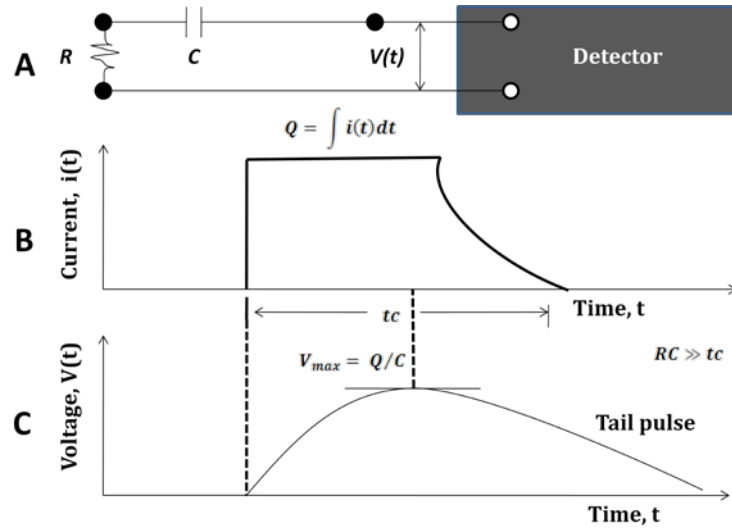 A
R
C
V(t)
Detector
Q = ∫ i(t)dt
B
Current, i(t)
Time, t
tc
V_max = Q/C
RC ≫ tc
C
Voltage, V(t)
Tail pulse
Time, t